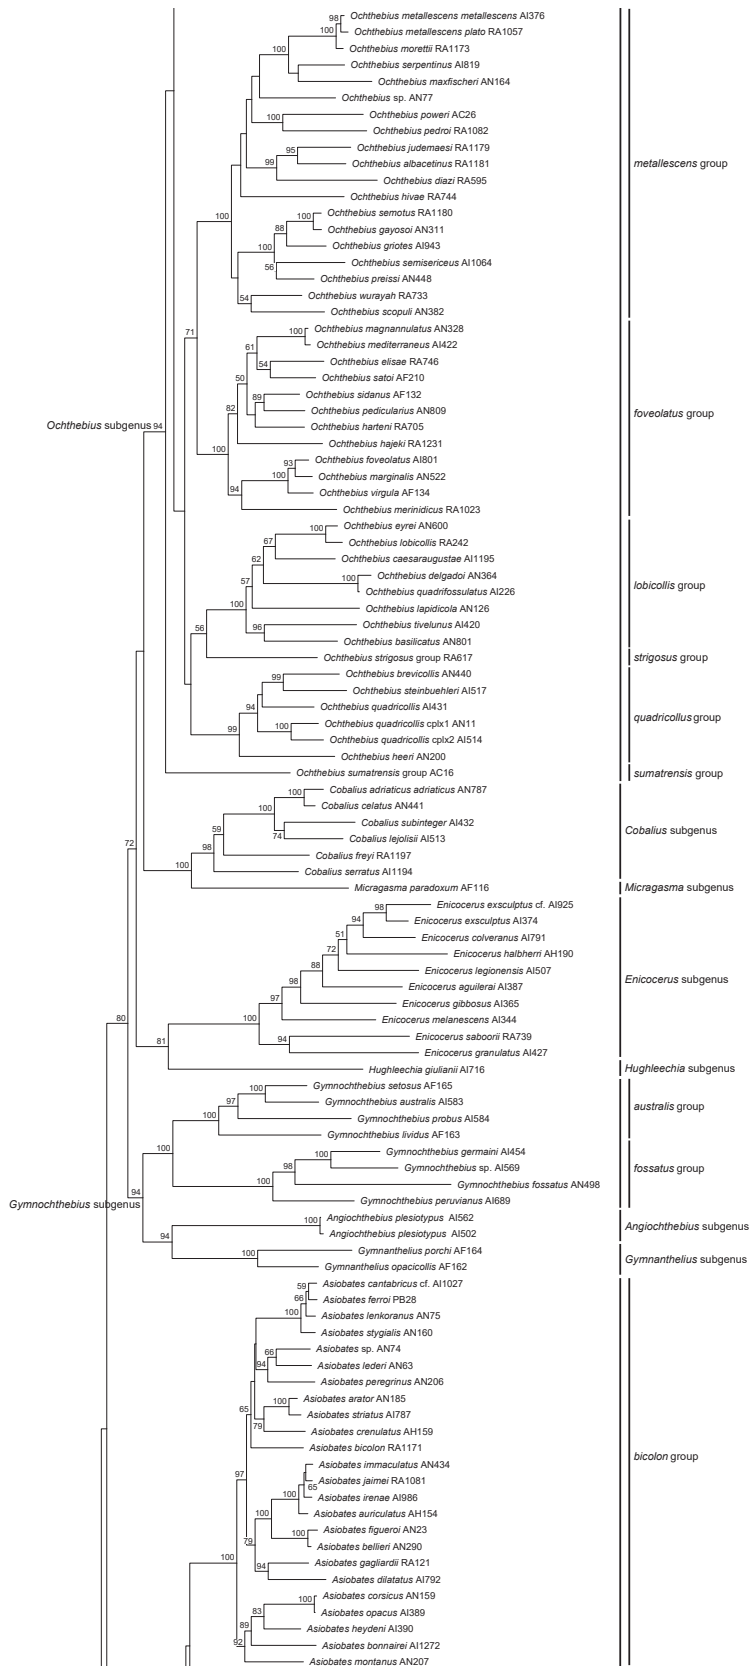 98 Ochthebius metallescens metallescens AI376
100 Ochthebius metallescens plato RA1057
Ochthebius morettii RA1173
100
Ochthebius serpentinus AI819
Ochthebius maxfischeri AN164
Ochthebius sp. AN77
100 Ochthebius poweri AC26
Ochthebius pedroi RA1082
95 Ochthebius judemaesi RA1179
99 Ochthebius albacetinus RA1181
Ochthebius diazi RA595
metallescens group
Ochthebius hivae RA744
100
100 Ochthebius semotus RA1180
88 Ochthebius gayosoi AN311
100 Ochthebius griotes AI943
56 Ochthebius semisericeus AI1064
Ochthebius preissi AN448
54 Ochthebius wurayah RA733
Ochthebius scopuli AN382
71
100 Ochthebius magnannulatus AN328
61 Ochthebius mediterraneus AI422
54 Ochthebius elisae RA746
50 Ochthebius satoi AF210
89 Ochthebius sidanus AF132
82 Ochthebius pedicularius AN809
Ochthebius harteni RA705
foveolatus group
Ochthebius subgenus 94
Ochthebius hajeki RA1231
100
93 Ochthebius foveolatus AI801
100 Ochthebius marginalis AN522
94 Ochthebius virgula AF134
Ochthebius merinidicus RA1023
100 Ochthebius eyrei AN600
67 Ochthebius lobicollis RA242
62 Ochthebius caesaraugustae AI1195
57 100 Ochthebius delgadoi AN364
Ochthebius quadrifossulatus AI226
lobicollis group
100 Ochthebius lapidicola AN126
56 96 Ochthebius tivelunus AI420
Ochthebius basilicatus AN801
Ochthebius strigosus group RA617
strigosus group
99 Ochthebius brevicollis AN440
Ochthebius steinbuehleri AI517
94 Ochthebius quadricollis AI431
quadricollus group
99 100 Ochthebius quadricollis cplx1 AN11
Ochthebius quadricollis cplx2 AI514
Ochthebius heeri AN200
Ochthebius sumatrensis group AC16
sumatrensis group
100 Cobalius adriaticus adriaticus AN787
100 Cobalius celatus AN441
59 74 Cobalius subinteger AI432
Cobalius lejolisii AI513
Cobalius subgenus
72 98 Cobalius freyi RA1197
100 Cobalius serratus AI1194
Micragasma paradoxum AF116
Micragasma subgenus
98 Enicocerus exsculptus cf. AI925
94 Enicocerus exsculptus AI374
51 Enicocerus colveranus AI791
72 Enicocerus halbherri AH190
88 Enicocerus legionensis AI507
98 Enicocerus aguilerai AI387
Enicocerus subgenus
97 Enicocerus gibbosus AI365
80 100 Enicocerus melanescens AI344
94 Enicocerus saboorii RA739
81 Enicocerus granulatus AI427
Hughleechia giulianii AI716
Hughleechia subgenus
100 Gymnochthebius setosus AF165
97 Gymnochthebius australis AI583
100 Gymnochthebius probus AI584
Gymnochthebius lividus AF163
australis group
100
100 Gymnochthebius germaini AI454
98 Gymnochthebius sp. AI569
100 Gymnochthebius fossatus AN498
Gymnochthebius peruvianus AI689
fossatus group
94
Gymnochthebius subgenus
100 Angiochthebius plesiotypus AI562
94 Angiochthebius plesiotypus AI502
Angiochthebius subgenus
100 Gymnanthelius porchi AF164
Gymnanthelius opacicollis AF162
Gymnanthelius subgenus
59 Asiobates cantabricus cf. AI1027
66 Asiobates ferroi PB28
100 Asiobates lenkoranus AN75
Asiobates stygialis AN160
66 Asiobates sp. AN74
94 Asiobates lederi AN63
Asiobates peregrinus AN206
100 Asiobates arator AN185
65 Asiobates striatus AI787
79 Asiobates crenulatus AH159
Asiobates bicolon RA1171
bicolon group
Asiobates immaculatus AN434
97 Asiobates jaimei RA1081
65
100 Asiobates irenae AI986
100 Asiobates auriculatus AH154
100 Asiobates figueroi AN23
79 Asiobates bellieri AN290
100 94 Asiobates gagliardii RA121
Asiobates dilatatus AI792
100 Asiobates corsicus AN159
83 Asiobates opacus AI389
89 Asiobates heydeni AI390
92 Asiobates bonnairei AI1272
Asiobates montanus AN207